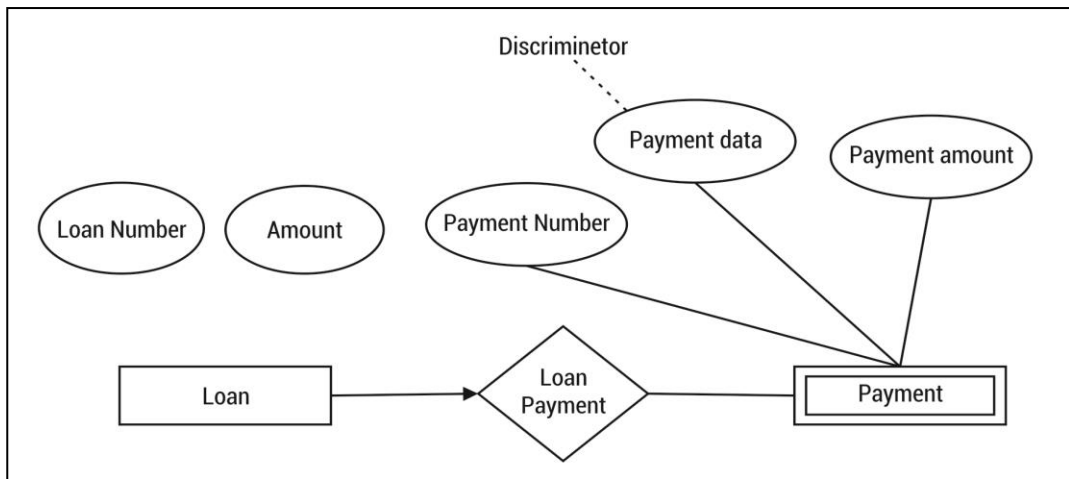 Discriminetor
Payment data
Payment amount
Loan Number
Amount
Payment Number
Loan
Loan
Payment
Payment